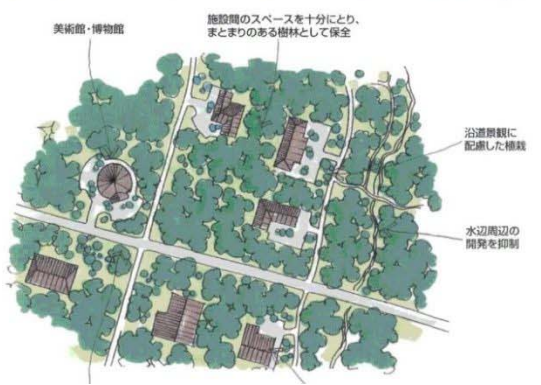 施設間のスペースを十分にとり、
まとまりのある樹林として保全
美術館・博物館
沿道景観に
配慮した植栽
水辺周辺の
開発を抑制